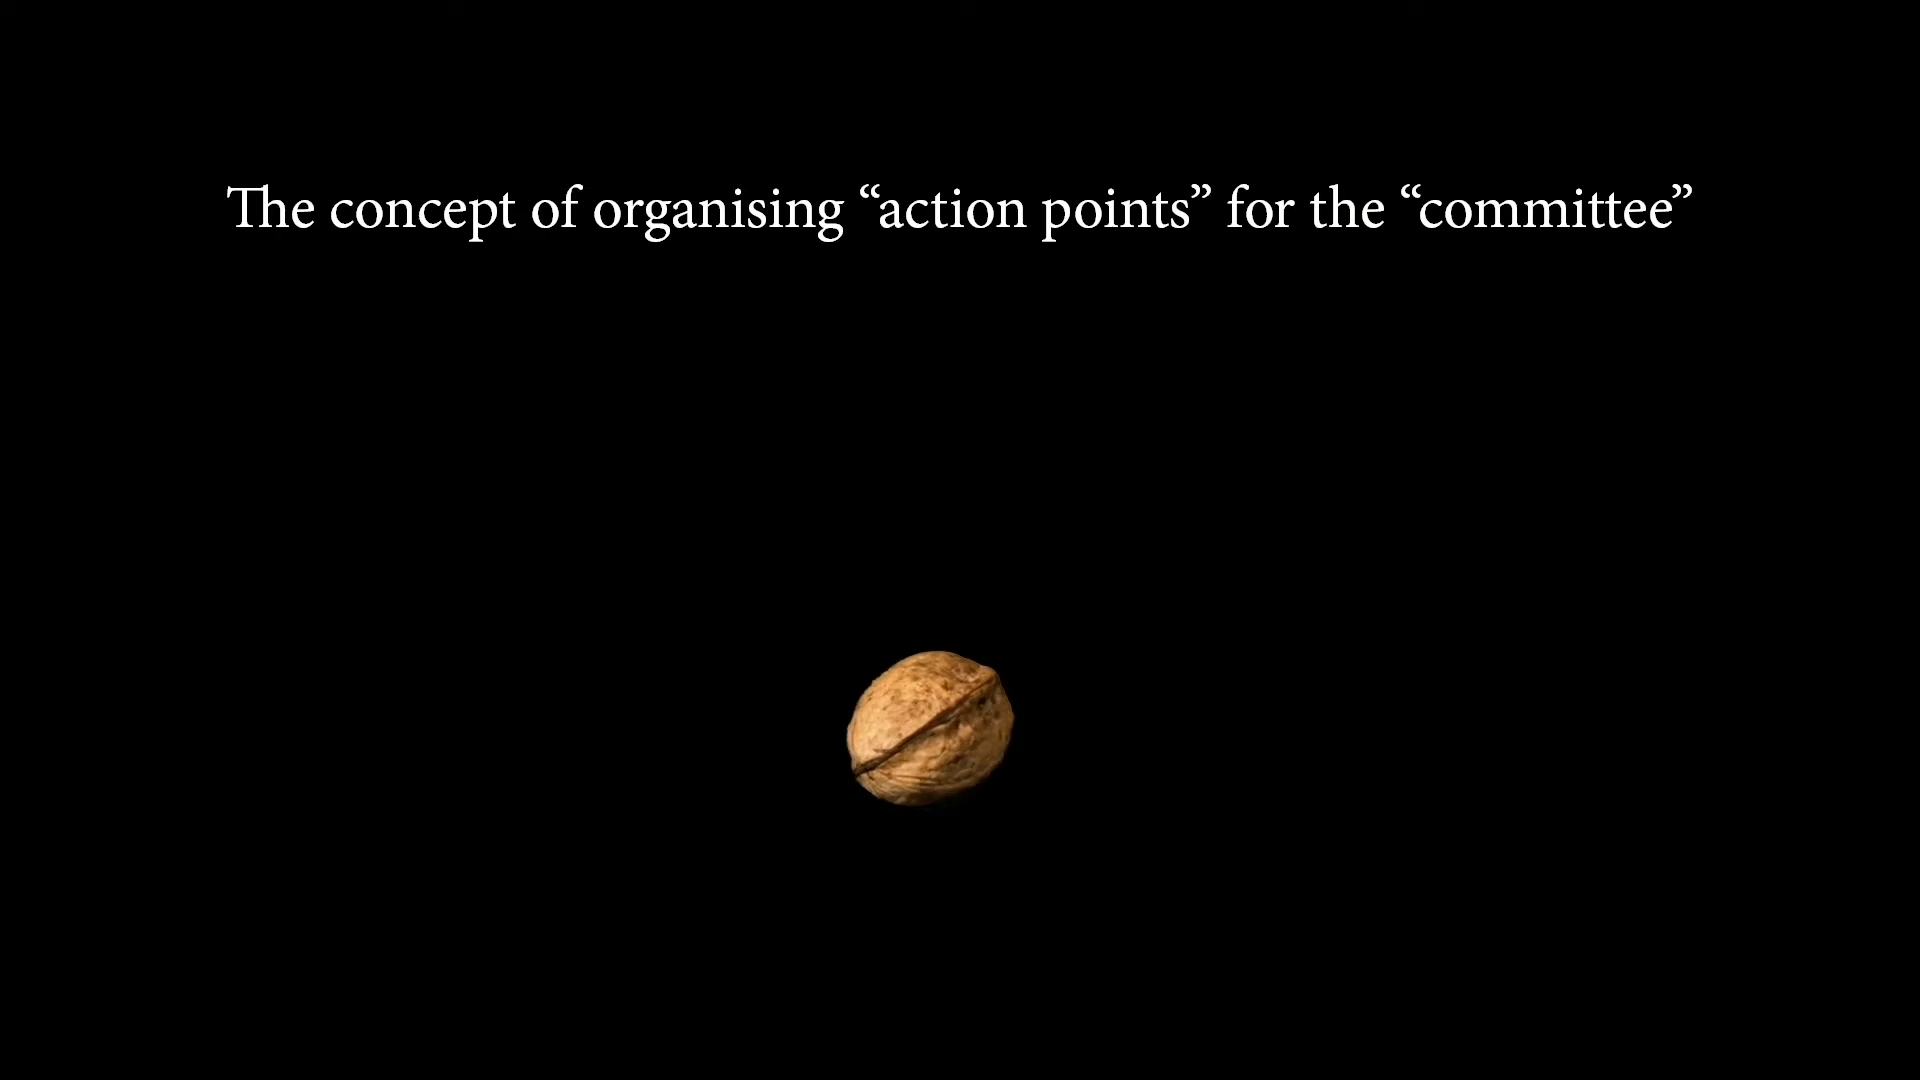 The concept of organising “action points” for the “committee”